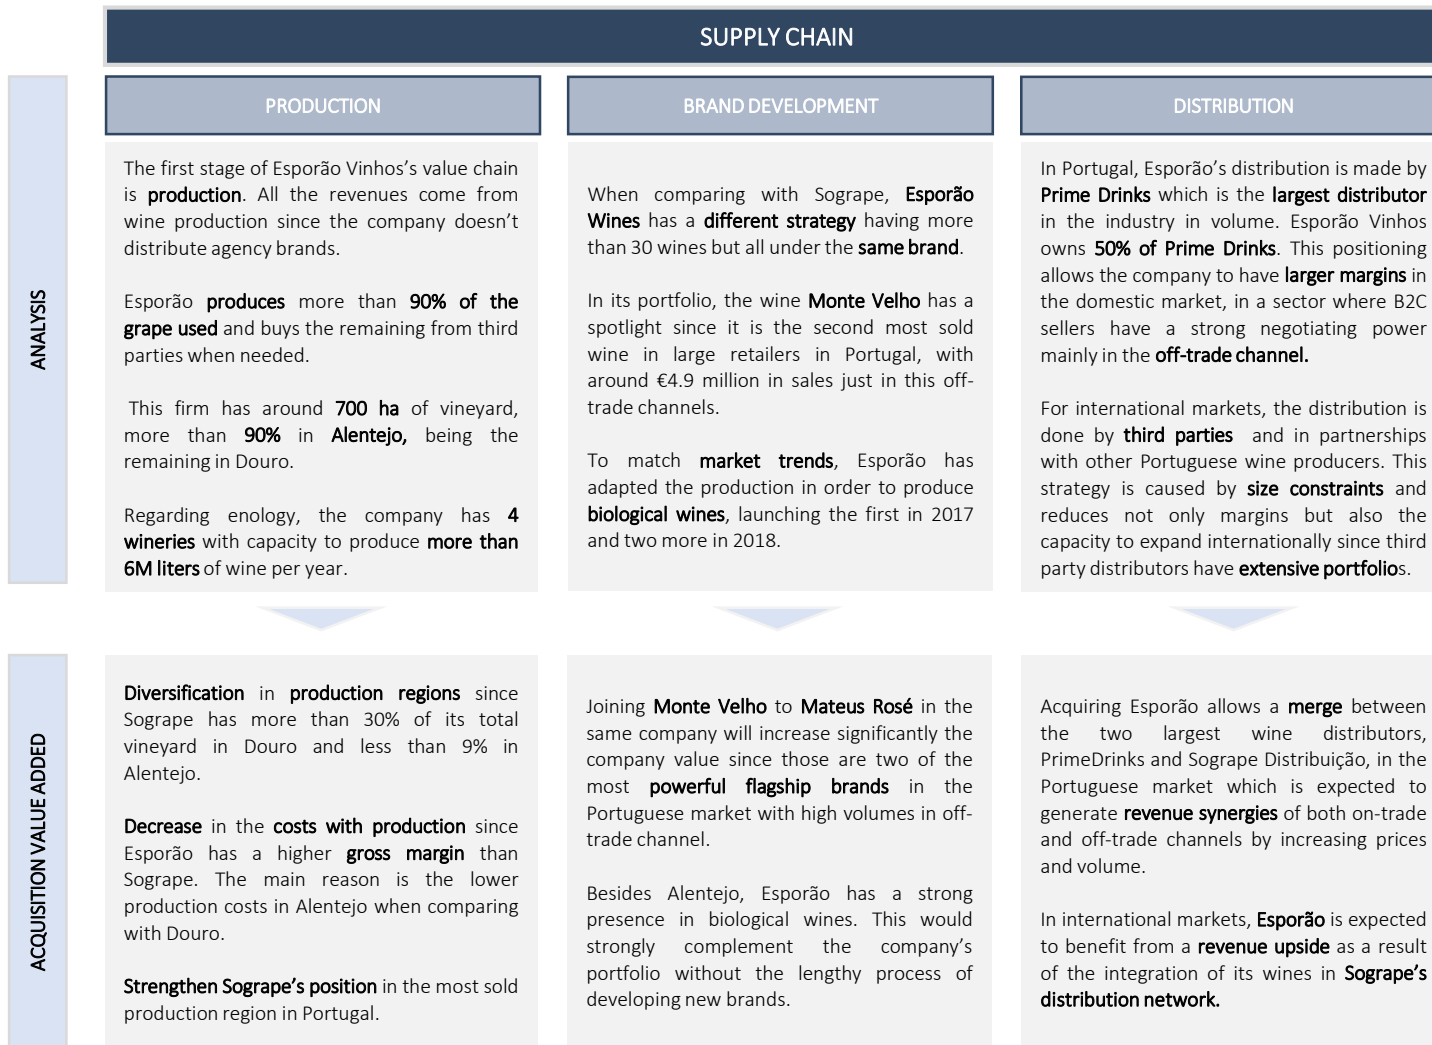 SUPPLY CHAIN
PRODUCTION
BRAND DEVELOPMENT
DISTRIBUTION
ANALYSIS
The first stage of Esporão Vinhos’s value chain
is production. All the revenues come from
wine production since the company doesn’t
distribute agency brands.
Esporão produces more than 90% of the
grape used and buys the remaining from third
parties when needed.
This firm has around 700 ha of vineyard,
more than 90% in Alentejo, being the
remaining in Douro.
Regarding enology, the company has 4
wineries with capacity to produce more than
6M liters of wine per year.
When comparing with Sogrape, Esporão
Wines has a different strategy having more
than 30 wines but all under the same brand.
In its portfolio, the wine Monte Velho has a
spotlight since it is the second most sold
wine in large retailers in Portugal, with
around €4.9 million in sales just in this off-
trade channels.
To match market trends, Esporão has
adapted the production in order to produce
biological wines, launching the first in 2017
and two more in 2018.
In Portugal, Esporão’s distribution is made by
Prime Drinks which is the largest distributor
in the industry in volume. Esporão Vinhos
owns 50% of Prime Drinks. This positioning
allows the company to have larger margins in
the domestic market, in a sector where B2C
sellers have a strong negotiating power
mainly in the off-trade channel.
For international markets, the distribution is
done by third parties and in partnerships
with other Portuguese wine producers. This
strategy is caused by size constraints and
reduces not only margins but also the
capacity to expand internationally since third
party distributors have extensive portfolios.
ACQUISITION VALUE ADDED
Diversification in production regions since
Sogrape has more than 30% of its total
vineyard in Douro and less than 9% in
Alentejo.
Decrease in the costs with production since
Esporão has a higher gross margin than
Sogrape. The main reason is the lower
production costs in Alentejo when comparing
with Douro.
Strengthen Sogrape’s position in the most sold
production region in Portugal.
Joining Monte Velho to Mateus Rosé in the
same company will increase significantly the
company value since those are two of the
most powerful flagship brands in the
Portuguese market with high volumes in off-
trade channel.
Besides Alentejo, Esporão has a strong
presence in biological wines. This would
strongly complement the company’s
portfolio without the lengthy process of
developing new brands.
Acquiring Esporão allows a merge between
the two largest wine distributors,
PrimeDrinks and Sogrape Distribuição, in the
Portuguese market which is expected to
generate revenue synergies of both on-trade
and off-trade channels by increasing prices
and volume.
In international markets, Esporão is expected
to benefit from a revenue upside as a result
of the integration of its wines in Sogrape’s
distribution network.